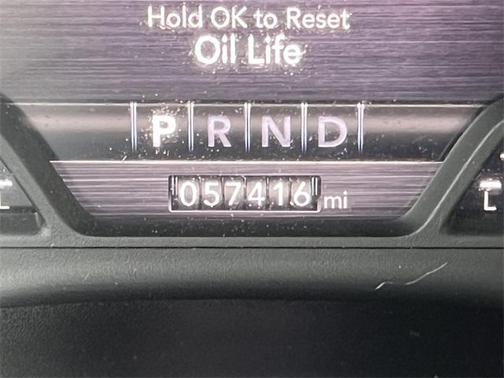 Hold OK to Reset
Oil Life
P R N D
057416 mi
L L